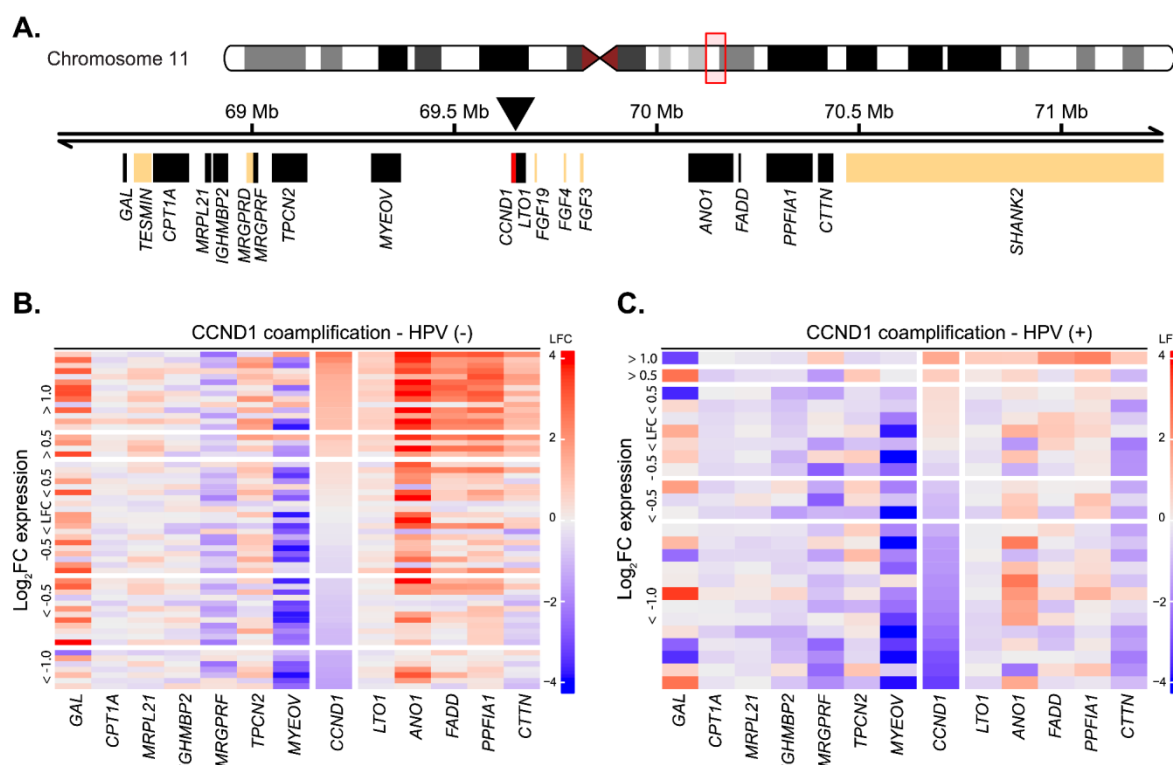 A.
Chromosome 11
69 Mb 69.5 Mb 70 Mb 70.5 Mb 71 Mb
GAL TESMIN CPT1A MRPL21 IGHMBP2 MRGPRD MRGPRF TPCN2 MYEOV CCND1 LTO1 FGF19 FGF4 FGF3 ANO1 FADD PPFIA1 CTTN SHANK2
B.
CCND1 coamplification - HPV (-)
LFC
4
2
0
−2
−4
Log2FC expression
> 1.0
> 0.5
-0.5 < LFC < 0.5
< -0.5
< -1.0
GAL CPT1A MRPL21 GHMBP2 MRGPRF TPCN2 MYEOV CCND1 LTO1 ANO1 FADD PPFIA1 CTTN
C.
CCND1 coamplification - HPV (+)
LF
4
2
0
−2
−4
Log2FC expression
> 1.0
> 0.5
- 0.5 < LFC < 0.5
< -0.5
< -1.0
GAL CPT1A MRPL21 GHMBP2 MRGPRF TPCN2 MYEOV CCND1 LTO1 ANO1 FADD PPFIA1 CTTN